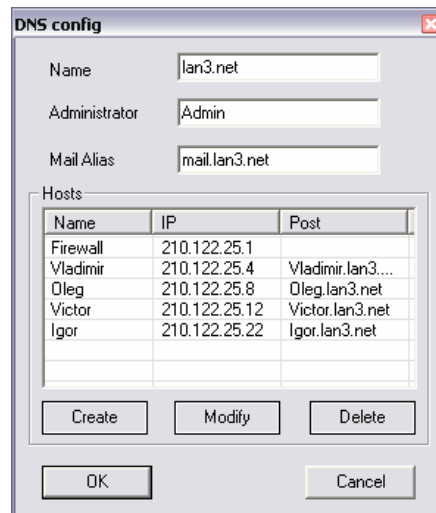 DNS config
Name lan3.net
Administrator Admin
Mail Alias mail.lan3.net
Hosts
Name IP Post
Firewall 210.122.25.1
Vladimir 210.122.25.4 Vladimir.lan3....
Oleg 210.122.25.8 Oleg.lan3.net
Victor 210.122.25.12 Victor.lan3.net
Igor 210.122.25.22 Igor.lan3.net
Create Modify Delete
OK Cancel